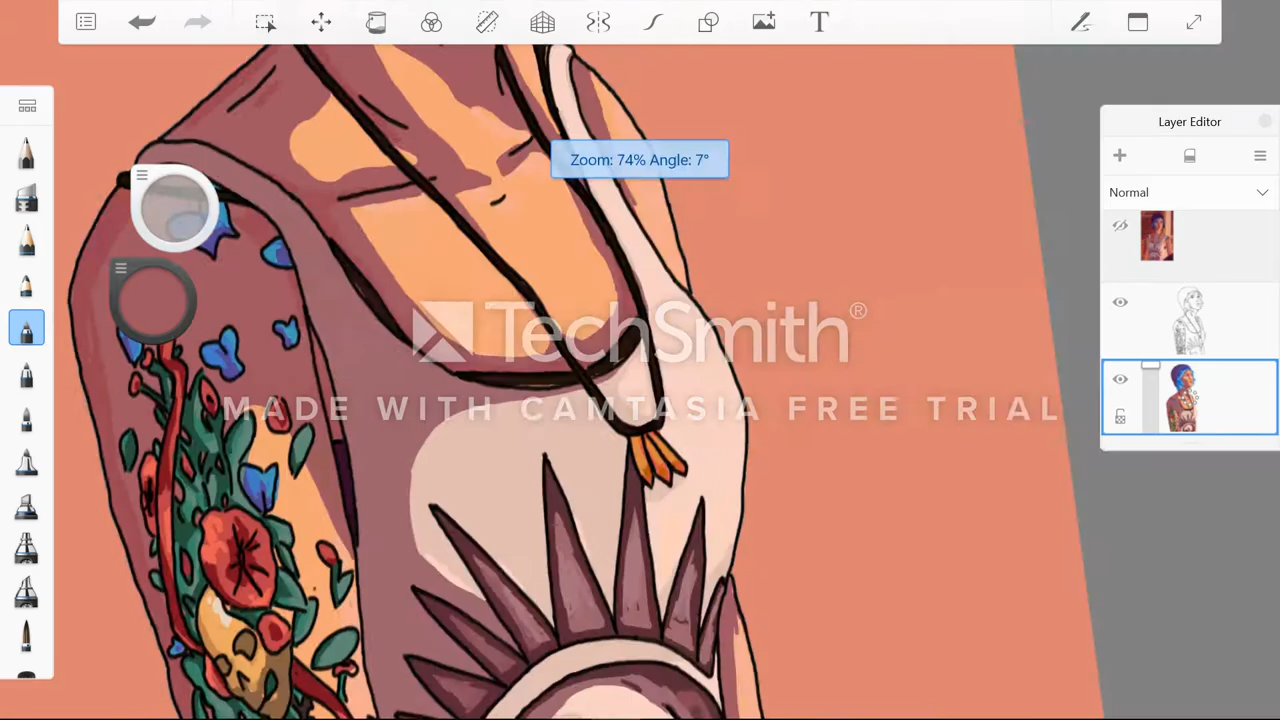 T
Layer Editor
Zoom: 74% Angle: 7°
Normal
TechSmith®
MADE WITH CAMTASIA FREE TRIAL